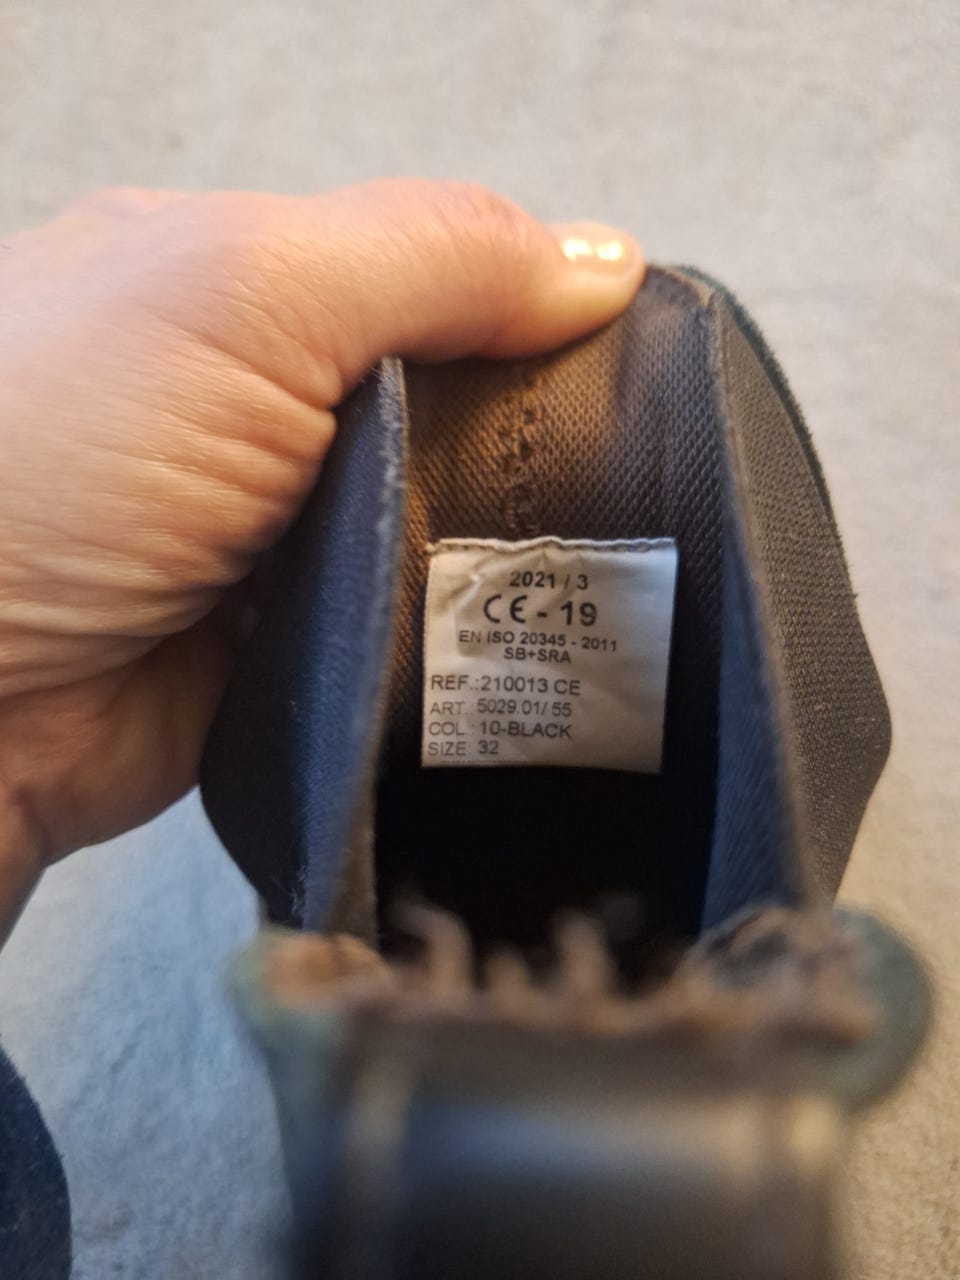 2021 / 3
CE - 19
EN ISO 20345 - 2011
SB+SRA
REF.:210013 CE
ART.: 5029.01/ 55
COL.: 10-BLACK
SIZE: 32